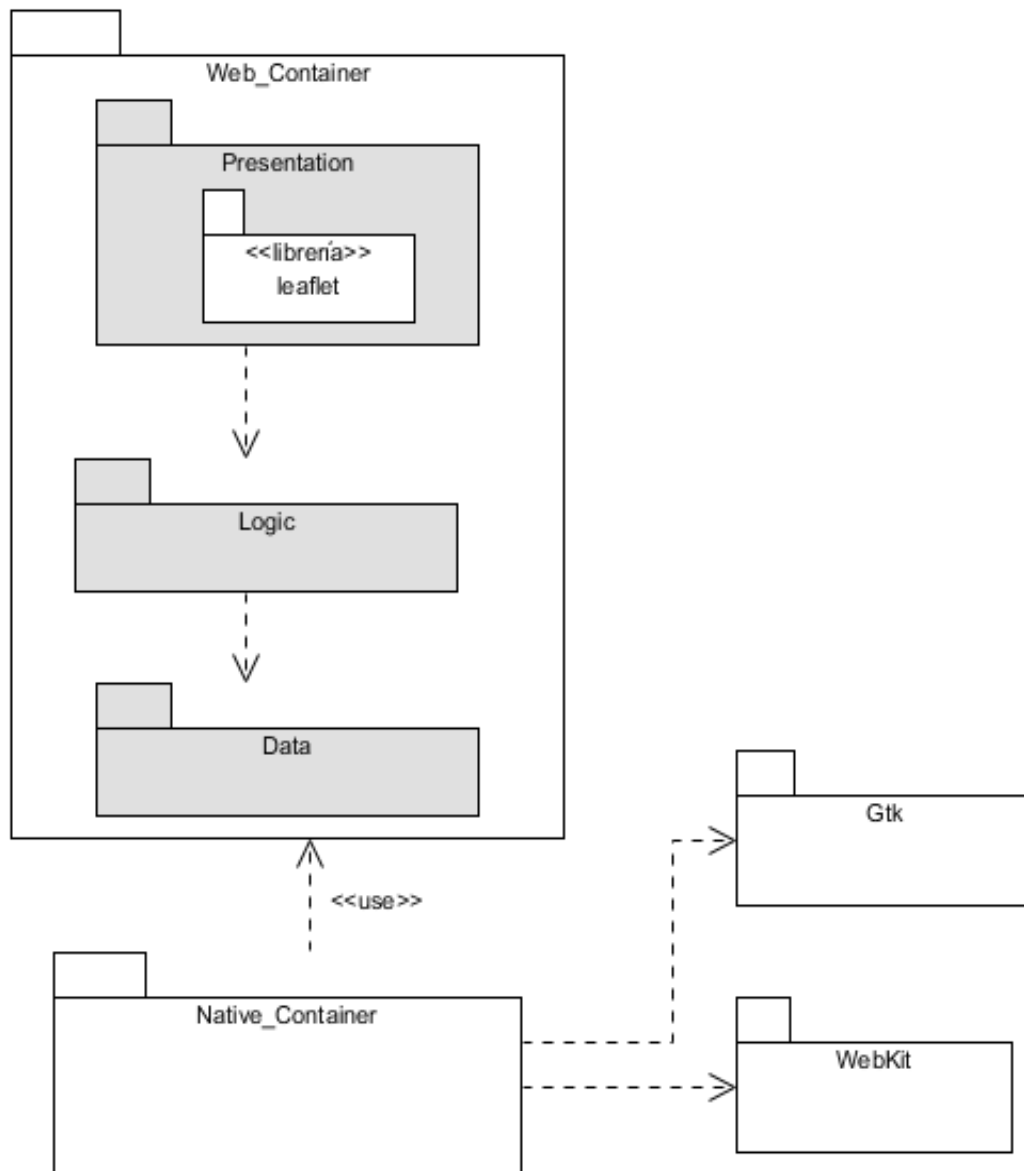 Web_Container
Presentation
<<librería>>
leaflet
Logic
Data
Gtk
<<use>>
Native_Container
WebKit